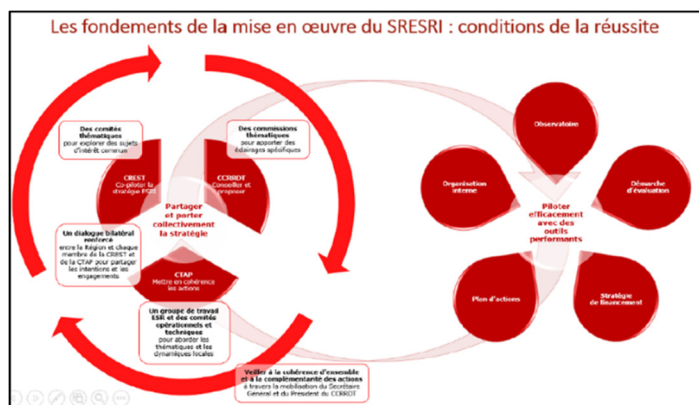 Les fondements de la mise en œuvre du SRESRI : conditions de la réussite
Des comités
thématiques
pour explorer des sujets
d'intérêt commun
Des commissions
thématiques
pour apporter des
éclairages spécifiques
CREST
Co-piloter la
stratégie ESRI
CCRRDT
Conseiller et
proposer
Partager
et porter
collectivement
la stratégie
Un dialogue bilatéral
renforcé
entre la Région et chaque
membre de la CREST et
de la CTAP pour partager
les intentions et les
engagements
CTAP
Mettre en cohérence
les actions
Un groupe de travail
ESR et des comités
opérationnels et
techniques
pour aborder les
thématiques et les
dynamiques locales
Veiller à la cohérence d'ensemble
et à la complémentarité des actions
à travers la mobilisation du Secrétaire
Général et du Président du CCRRDT
Observatoire
Organisation
interne
Démarche
d'évaluation
Piloter
efficacement
avec des
outils
performants
Plan d'actions
Stratégie
de financement